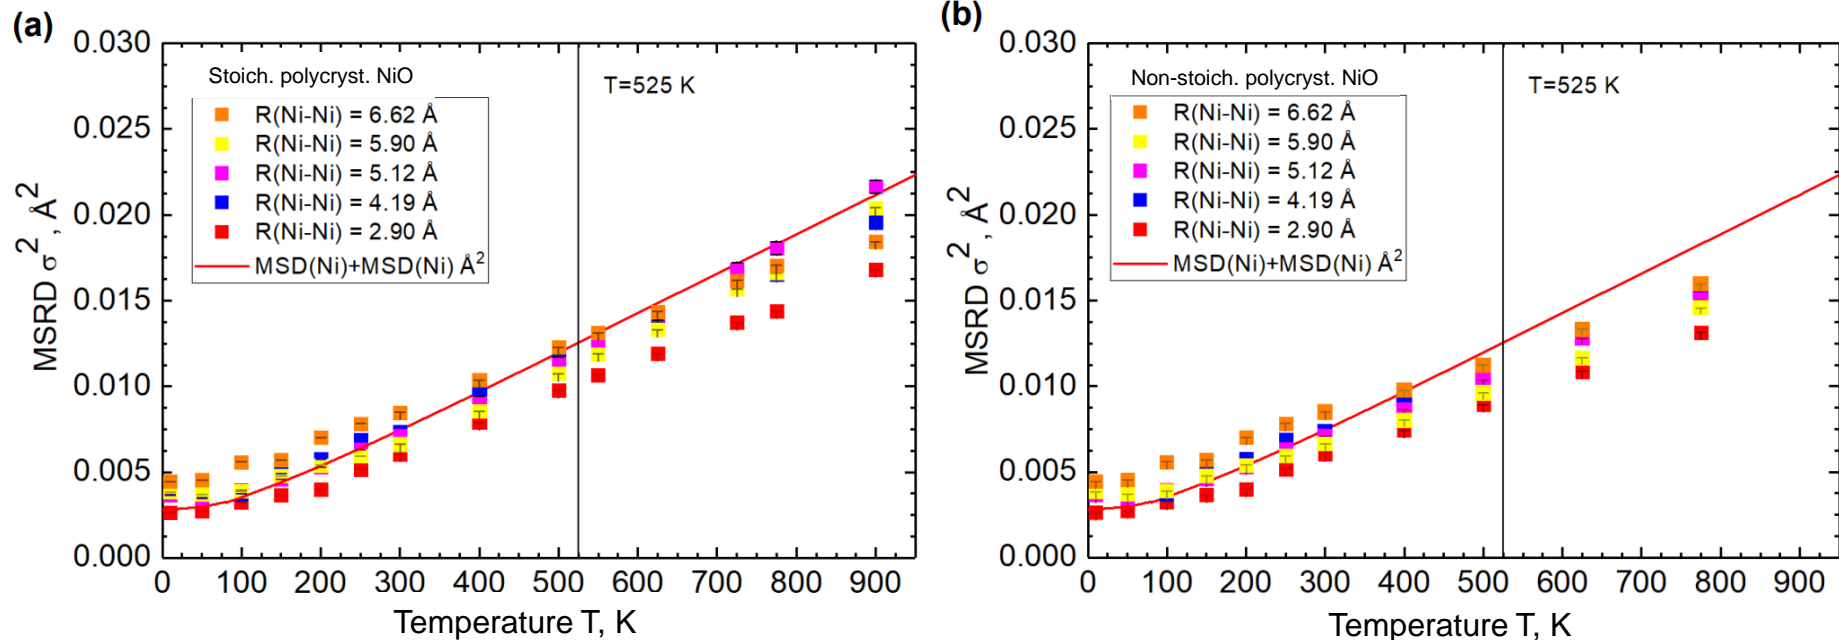 (a)
0.030
0.025
0.020
0.015
0.010
0.005
0.000
MSRD σ², Å²
Stoich. polycryst. NiO
R(Ni-Ni) = 6.62 Å
R(Ni-Ni) = 5.90 Å
R(Ni-Ni) = 5.12 Å
R(Ni-Ni) = 4.19 Å
R(Ni-Ni) = 2.90 Å
MSD(Ni)+MSD(Ni) Å²
T=525 K
0 100 200 300 400 500 600 700 800 900
Temperature T, K
(b)
0.030
0.025
0.020
0.015
0.010
0.005
0.000
MSRD σ², Å²
Non-stoich. polycryst. NiO
R(Ni-Ni) = 6.62 Å
R(Ni-Ni) = 5.90 Å
R(Ni-Ni) = 5.12 Å
R(Ni-Ni) = 4.19 Å
R(Ni-Ni) = 2.90 Å
MSD(Ni)+MSD(Ni) Å²
T=525 K
0 100 200 300 400 500 600 700 800 900
Temperature T, K